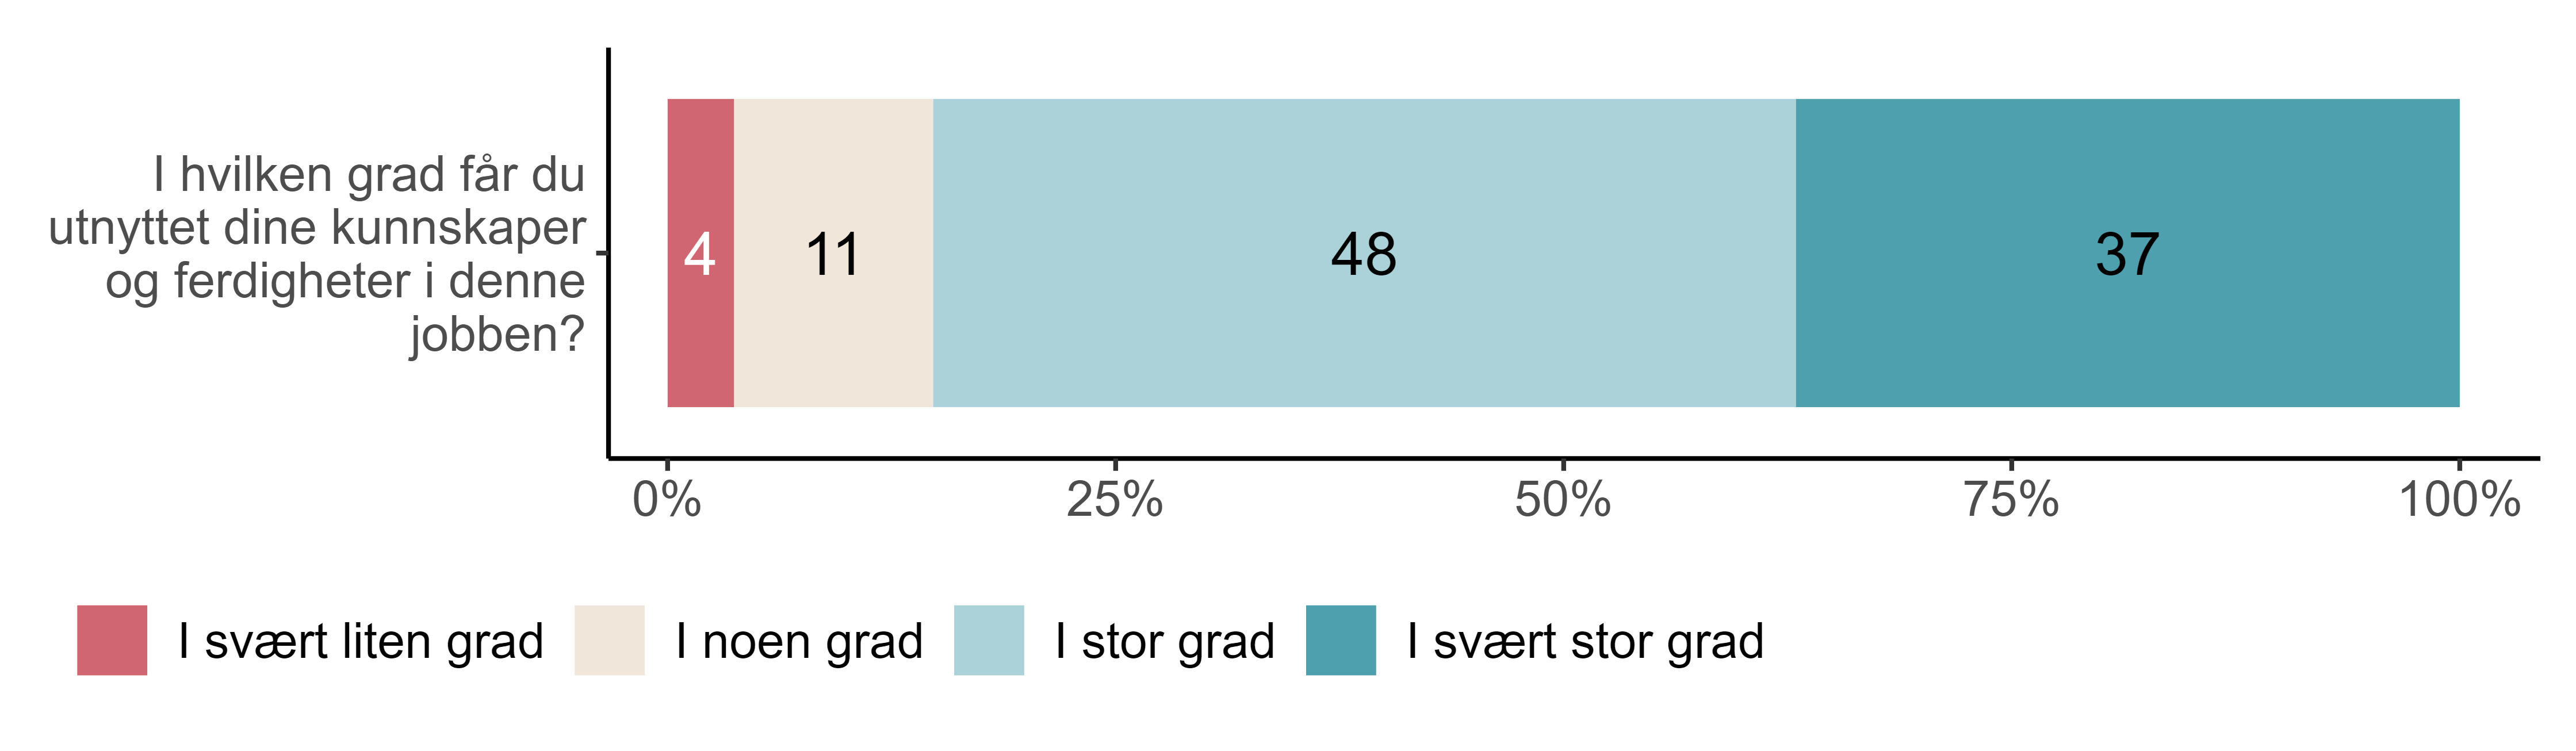 I hvilken grad får du
utnyttet dine kunnskaper
og ferdigheter i denne
jobben?
4 11 48 37
0% 25% 50% 75% 100%
I svært liten grad I noen grad I stor grad I svært stor grad